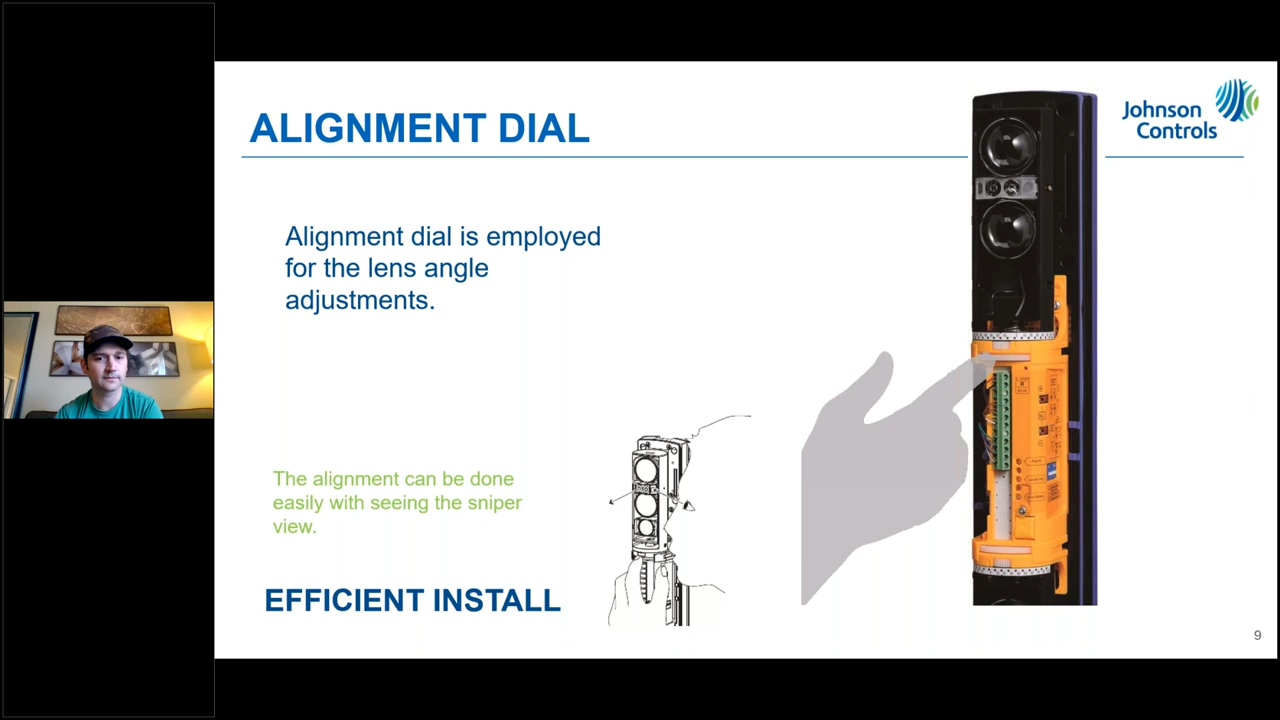 ALIGNMENT DIAL
Johnson
Controls
Alignment dial is employed
for the lens angle
adjustments.
The alignment can be done
easily with seeing the sniper
view.
EFFICIENT INSTALL
9